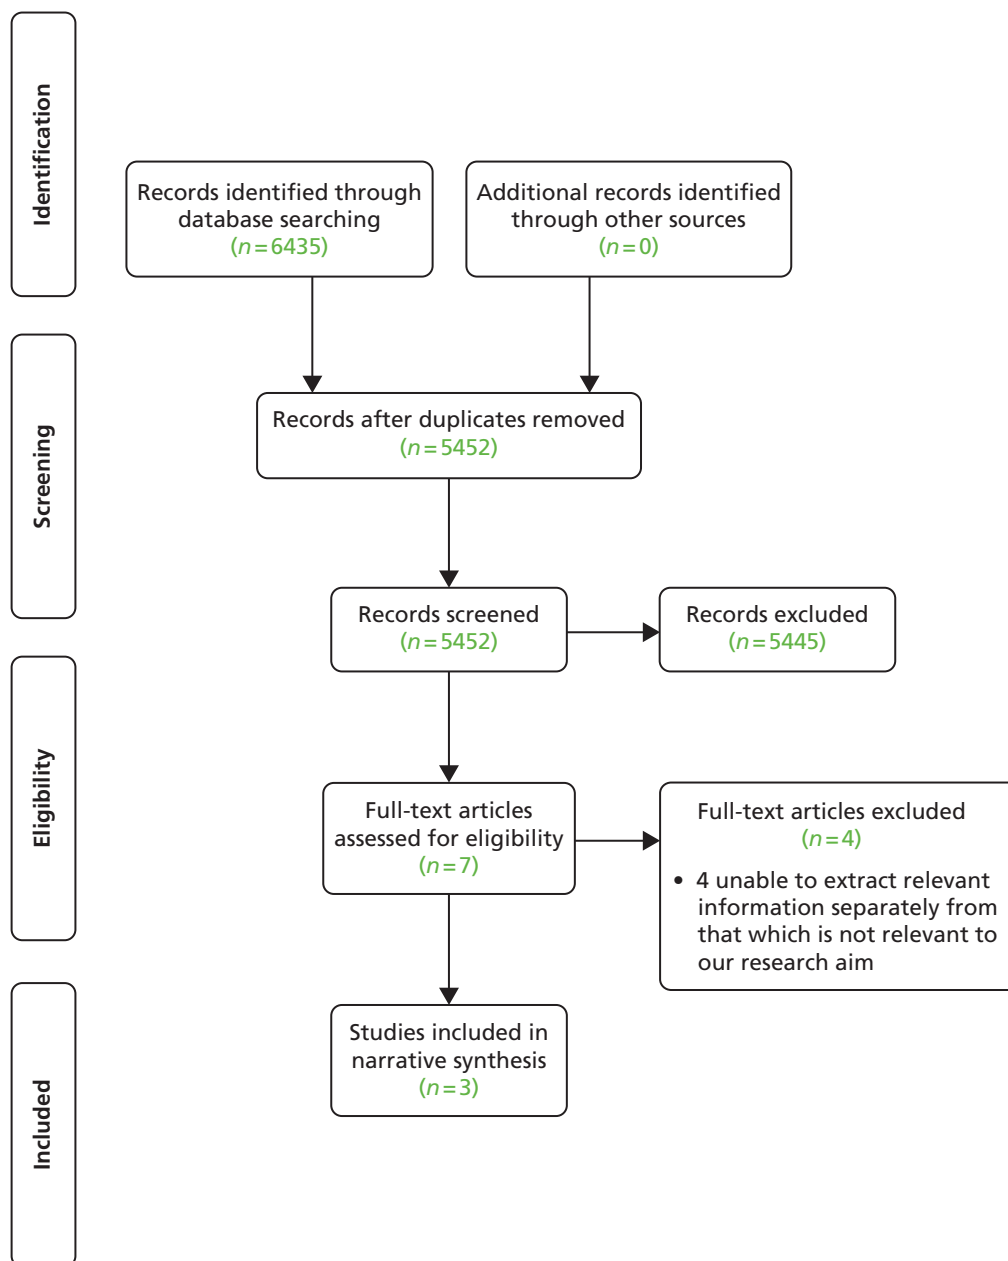 Identification
Records identified through
database searching
(n=6435)
Additional records identified
through other sources
(n=0)
Screening
Records after duplicates removed
(n=5452)
Records screened
(n=5452)
Records excluded
(n=5445)
Eligibility
Full-text articles
assessed for eligibility
(n=7)
Full-text articles excluded
(n=4)
• 4 unable to extract relevant
information separately from
that which is not relevant to
our research aim
Included
Studies included in
narrative synthesis
(n=3)